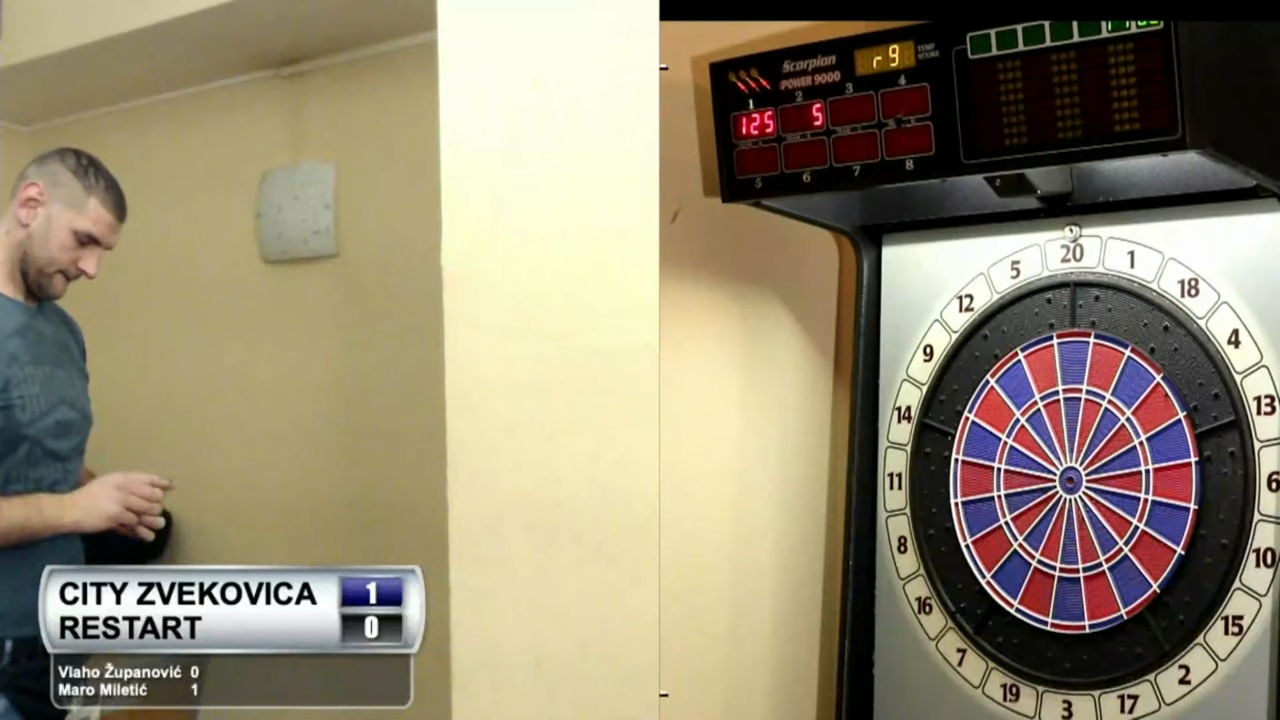 CITY ZVEKOVICA 1
RESTART 0
Vlaho Županović 0
Maro Miletić 1
Scorpion
POWER 9000
r9
TEMP SCORE
1 2 3 4
125 5
5 6 7 8
20
1
18
4
13
6
10
15
2
17
3
19
7
16
8
11
14
9
12
5